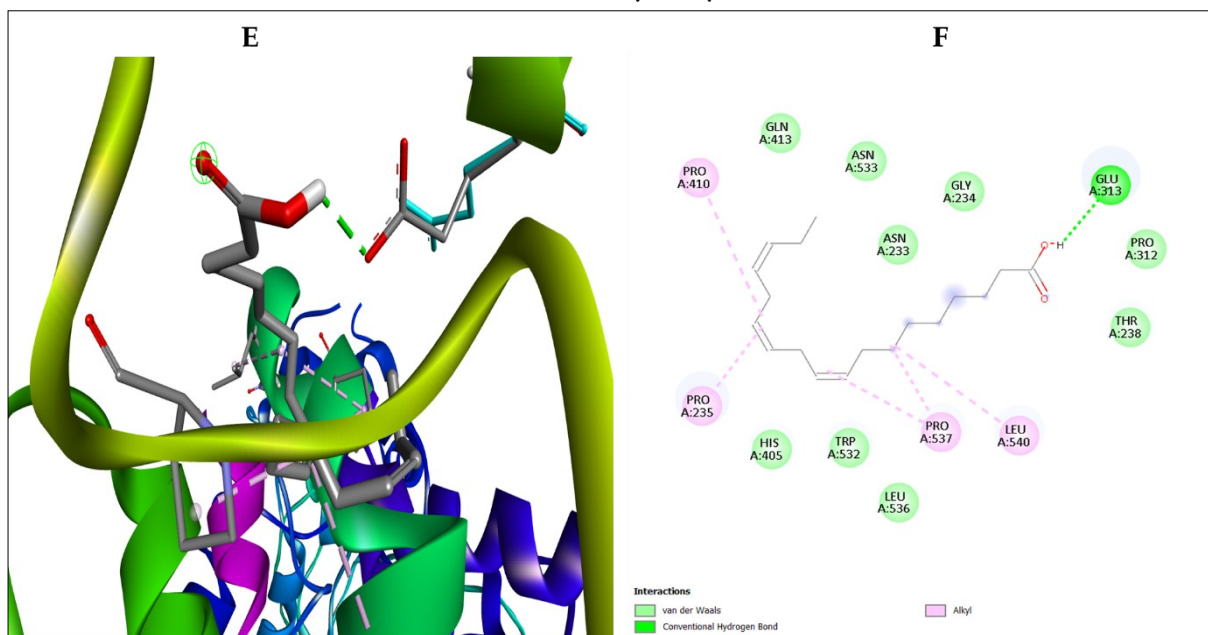 E
F
GLN
A:413
ASN
A:533
PRO
A:410
GLY
A:234
GLU
A:313
ASN
A:233
PRO
A:312
O
H
O
THR
A:238
PRO
A:235
PRO
A:537
LEU
A:540
HIS
A:405
TRP
A:532
LEU
A:536
Interactions
van der Waals
Alkyl
Conventional Hydrogen Bond